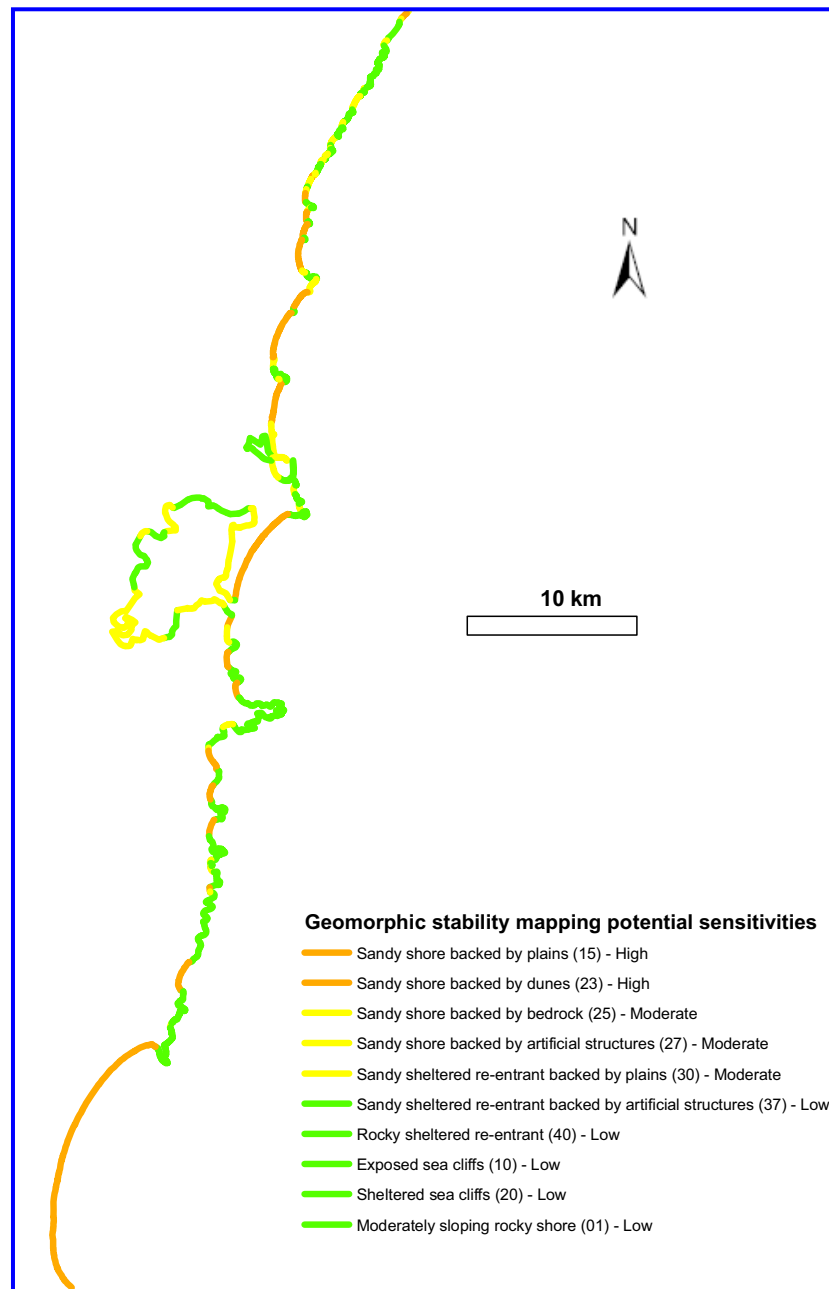 N
10 km
Geomorphic stability mapping potential sensitivities
Sandy shore backed by plains (15) - High
Sandy shore backed by dunes (23) - High
Sandy shore backed by bedrock (25) - Moderate
Sandy shore backed by artificial structures (27) - Moderate
Sandy sheltered re-entrant backed by plains (30) - Moderate
Sandy sheltered re-entrant backed by artificial structures (37) - Low
Rocky sheltered re-entrant (40) - Low
Exposed sea cliffs (10) - Low
Sheltered sea cliffs (20) - Low
Moderately sloping rocky shore (01) - Low